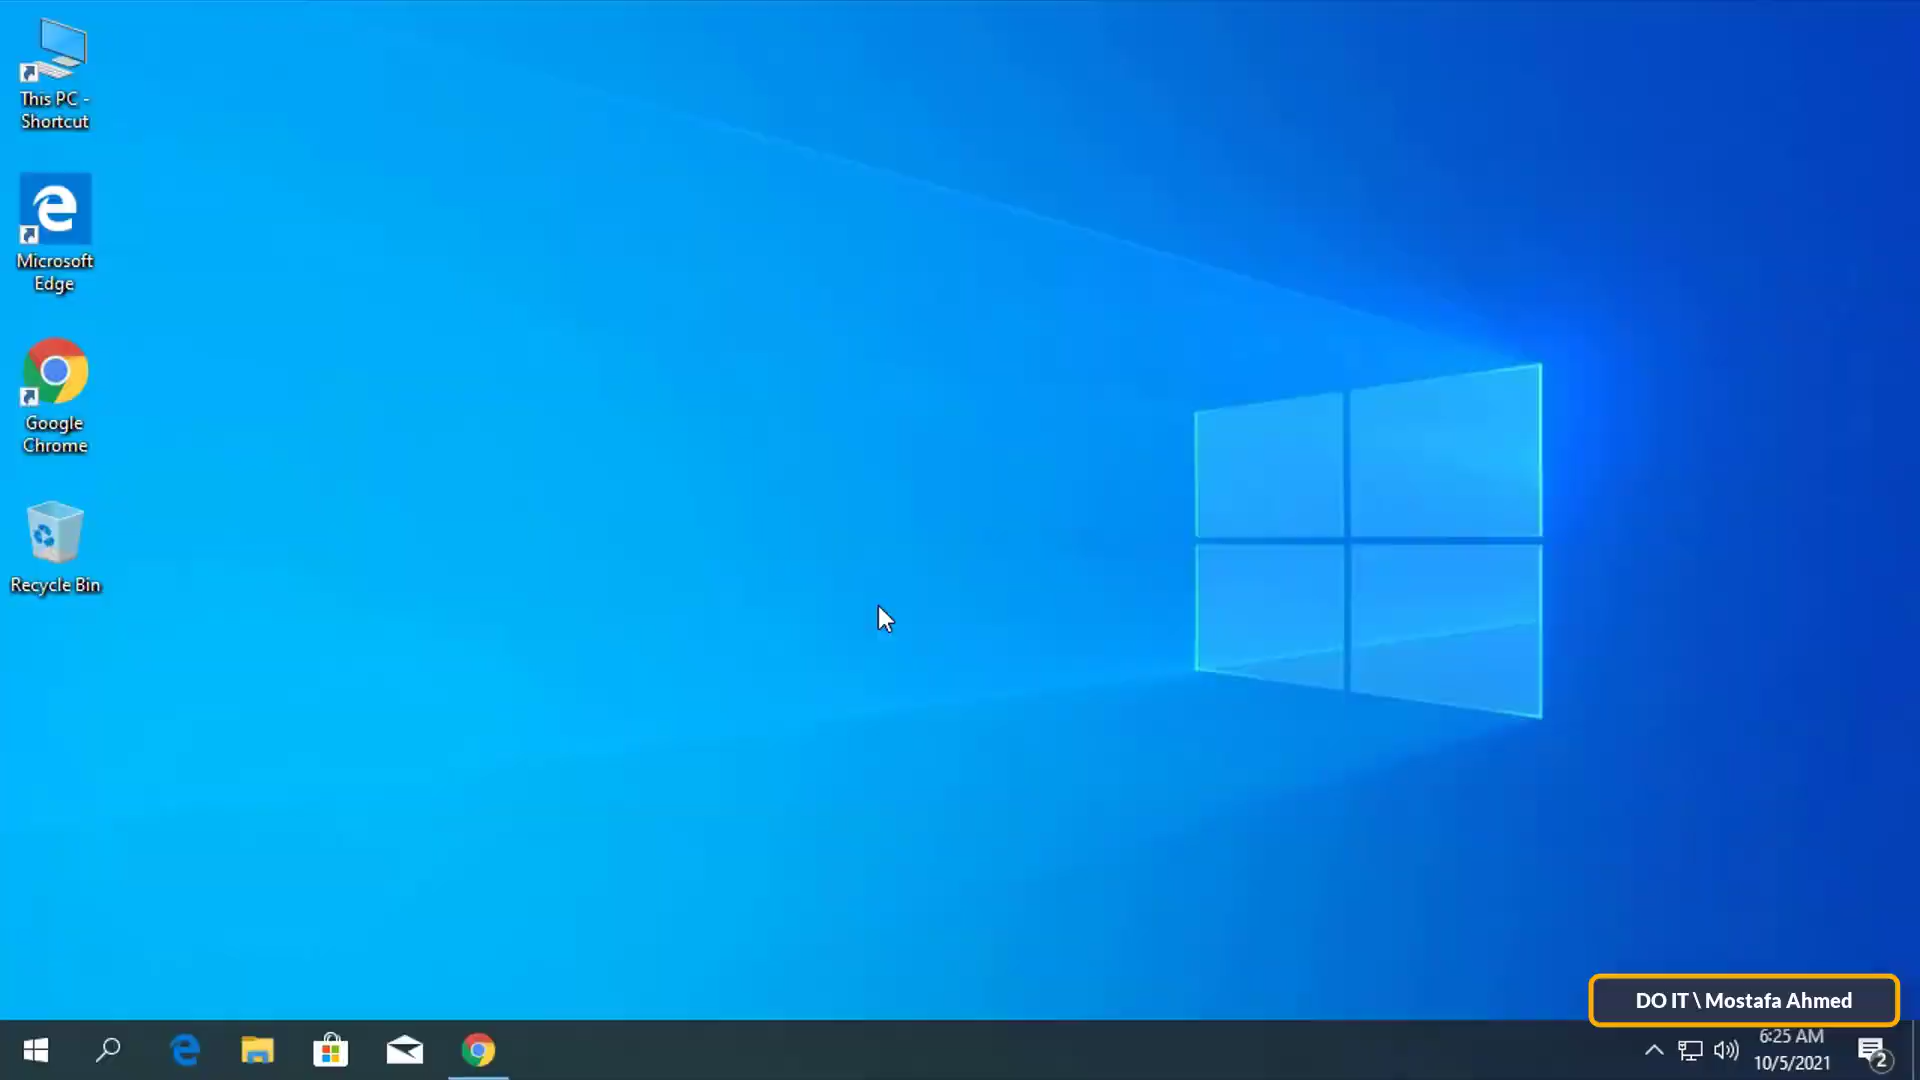 This PC -
Shortcut
Microsoft
Edge
Google
Chrome
Recycle Bin
DO IT \ Mostafa Ahmed
6:25 AM
10/5/2021
2